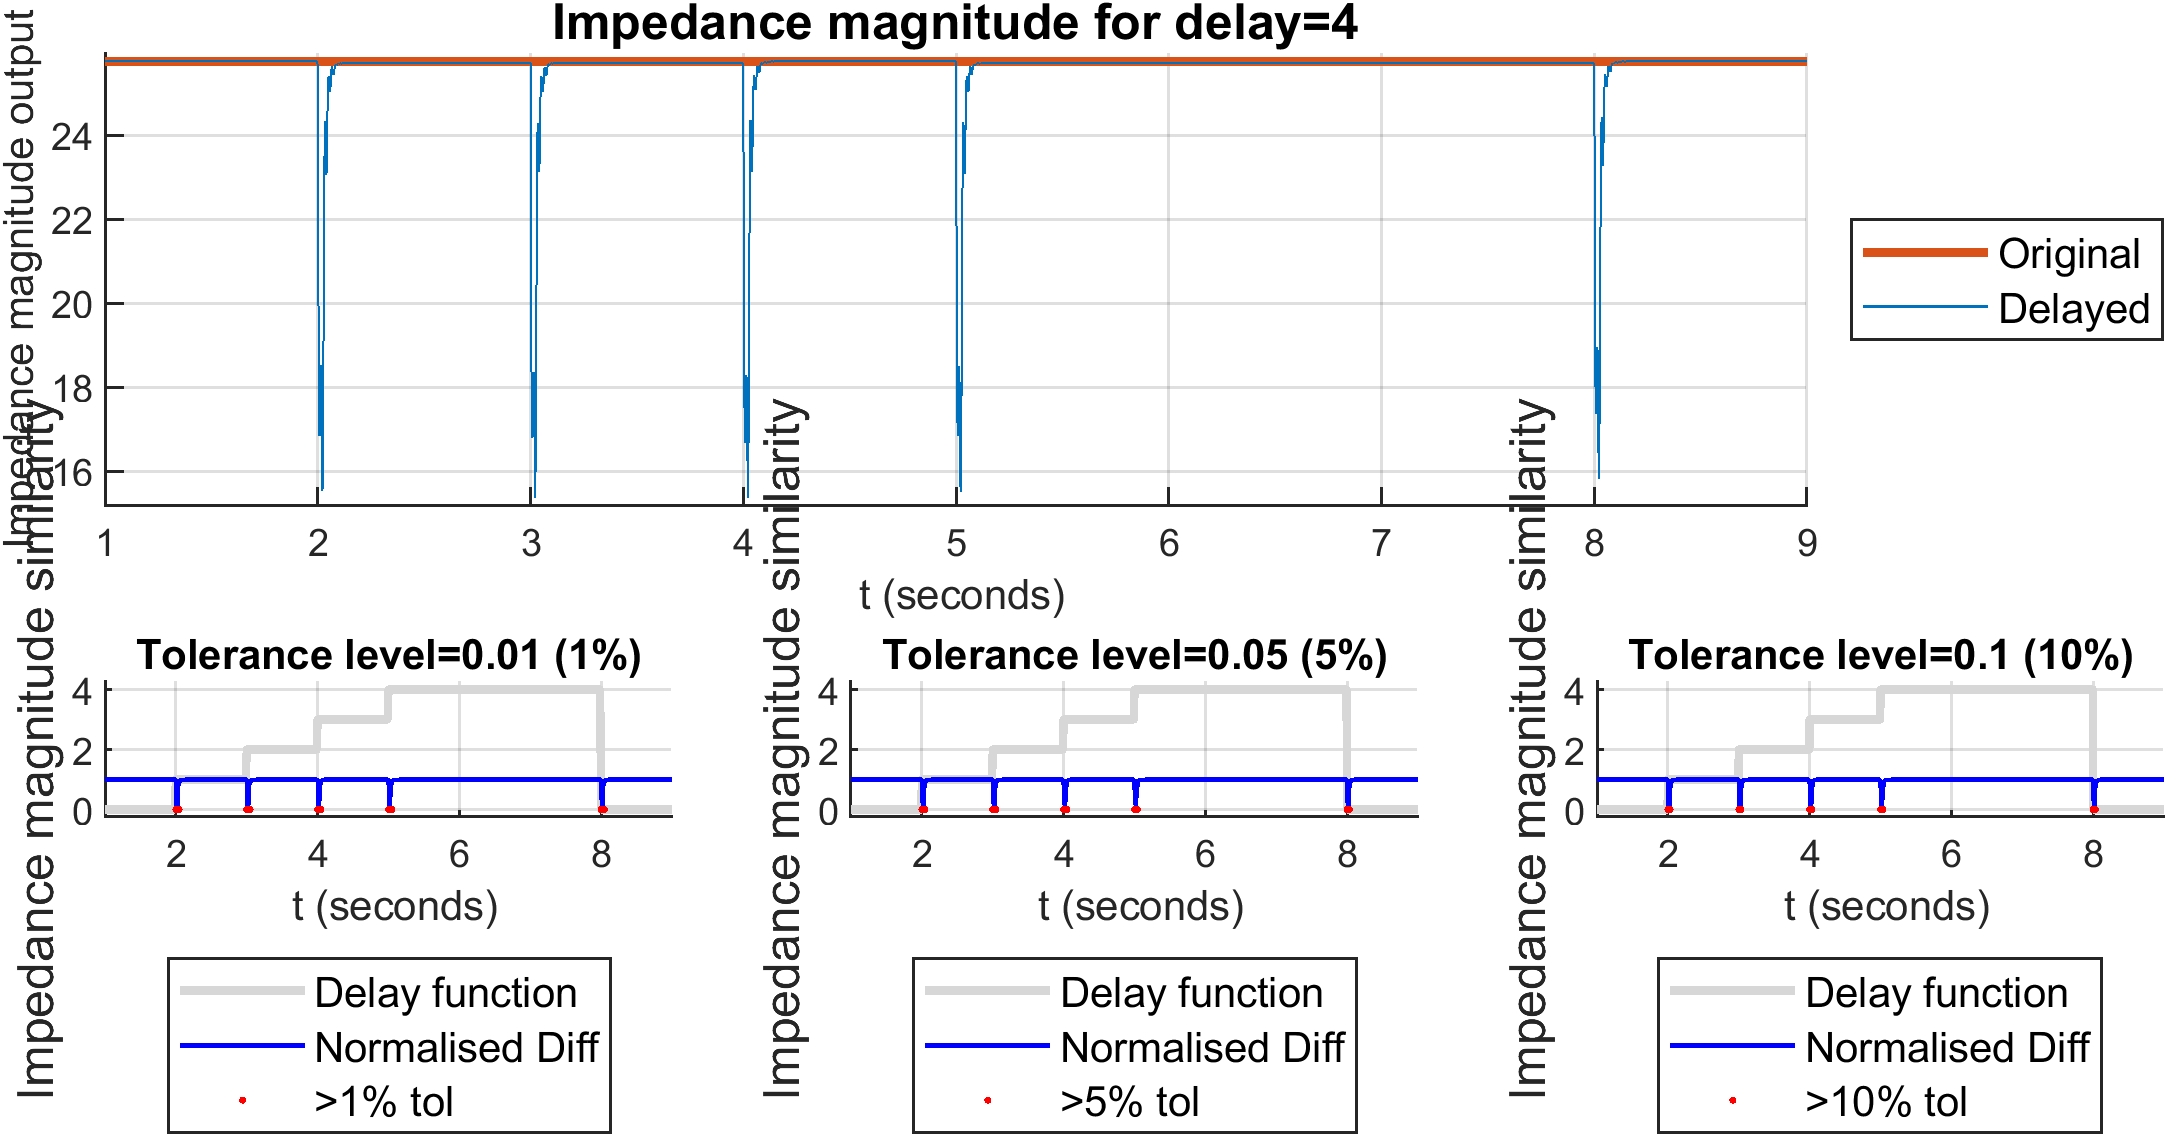 Impedance magnitude for delay=4
Impedance magnitude output
24
22
20
18
16
1 2 3 4 5 6 7 8 9
t (seconds)
Original
Delayed
Tolerance level=0.01 (1%)
Impedance magnitude similarity
4
2
0
2 4 6 8
t (seconds)
Delay function
Normalised Diff
>1% tol
Tolerance level=0.05 (5%)
Impedance magnitude similarity
4
2
0
2 4 6 8
t (seconds)
Delay function
Normalised Diff
>5% tol
Tolerance level=0.1 (10%)
Impedance magnitude similarity
4
2
0
2 4 6 8
t (seconds)
Delay function
Normalised Diff
>10% tol